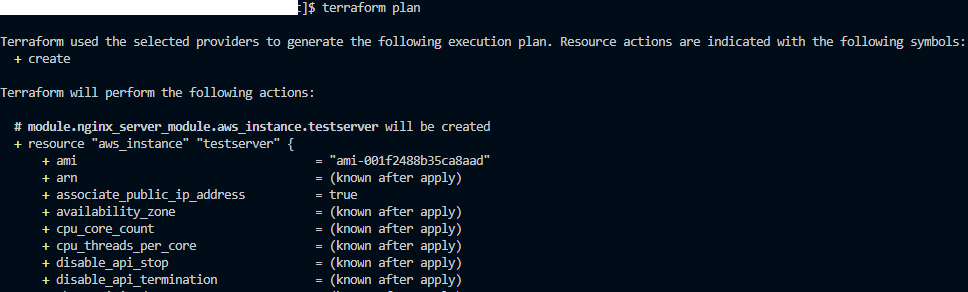 ]$ terraform plan
Terraform used the selected providers to generate the following execution plan. Resource actions are indicated with the following symbols:
+ create
Terraform will perform the following actions:
# module.nginx_server_module.aws_instance.testserver will be created
+ resource "aws_instance" "testserver" {
+ ami = "ami-001f2488b35ca8aad"
+ arn = (known after apply)
+ associate_public_ip_address = true
+ availability_zone = (known after apply)
+ cpu_core_count = (known after apply)
+ cpu_threads_per_core = (known after apply)
+ disable_api_stop = (known after apply)
+ disable_api_termination = (known after apply)